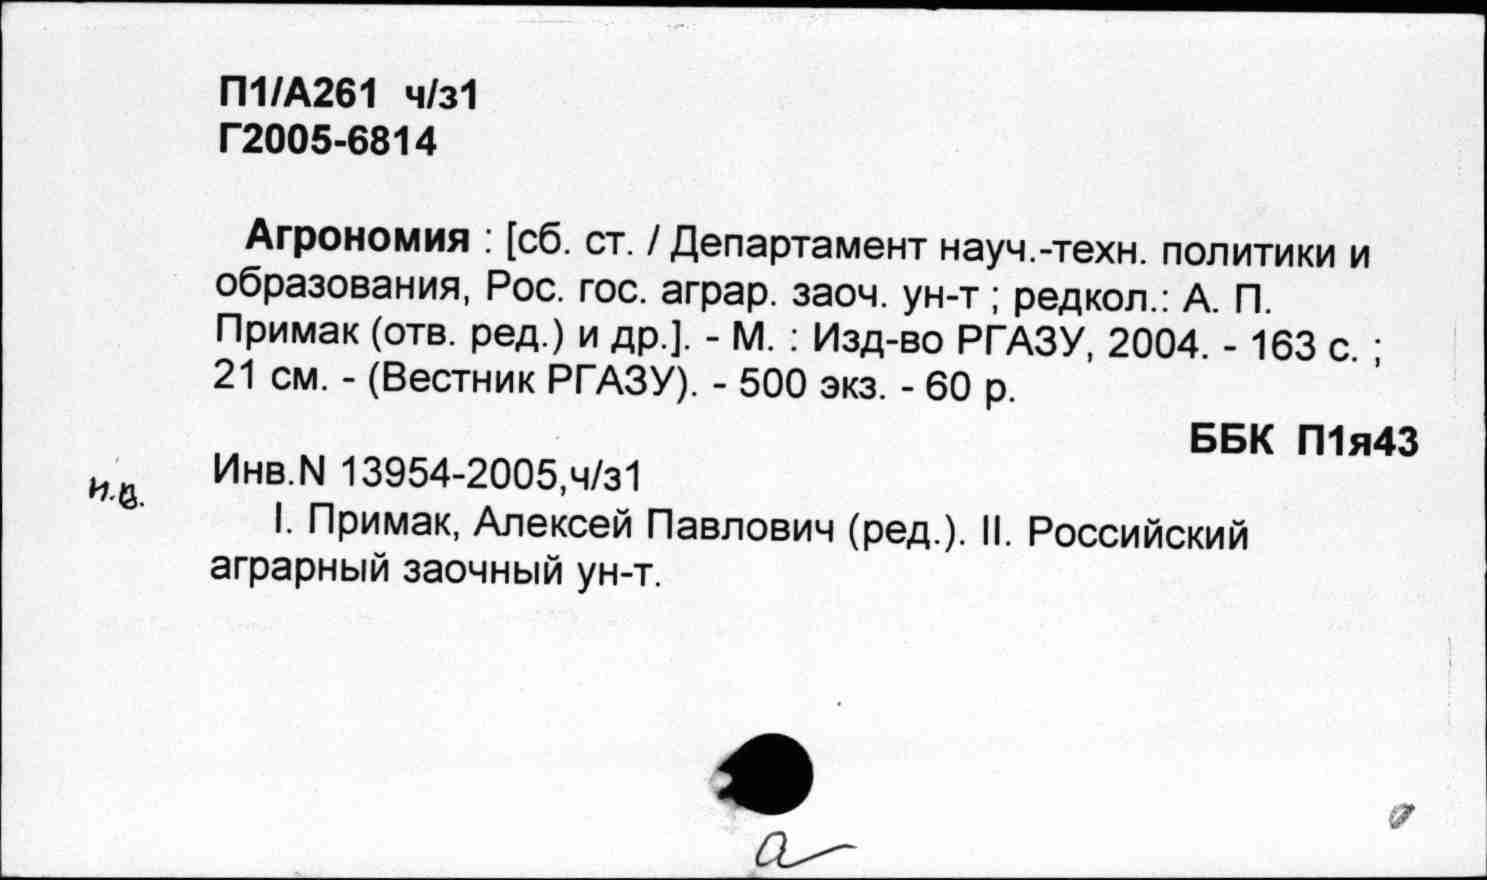 П1/А261 ч/з1
Г2005-6814
Агрономия : [сб. ст. / Департамент науч.-техн. политики и
образования, Рос. гос. аграр. заоч. ун-т ; редкол.: А. П.
Примак (отв. ред.) и др.]. - М. : Изд-во РГАЗУ, 2004. - 163 с. ;
21 см. - (Вестник РГАЗУ). - 500 экз. - 60 р.
ББК П1я43
Инв.N 13954-2005,ч/з1
I. Примак, Алексей Павлович (ред.). II. Российский
аграрный заочный ун-т.
а